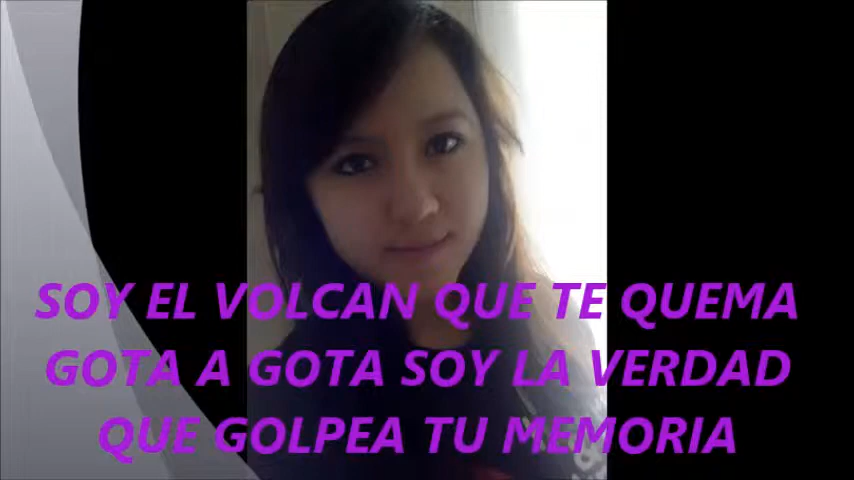 SOY EL VOLCAN QUE TE QUEMA
GOTA A GOTA SOY LA VERDAD
QUE GOLPEA TU MEMORIA